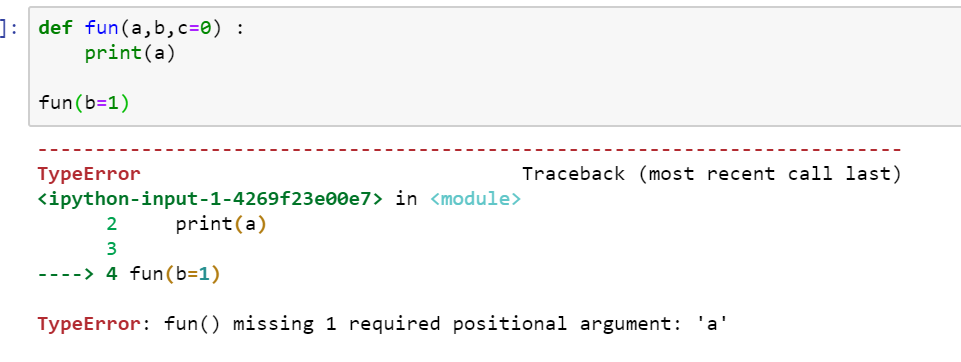 ]: def fun(a,b,c=0) :
print(a)
fun(b=1)
---------------------------------------------------------------------------
TypeError Traceback (most recent call last)
<ipython-input-1-4269f23e00e7> in <module>
2 print(a)
3
----> 4 fun(b=1)
TypeError: fun() missing 1 required positional argument: 'a'